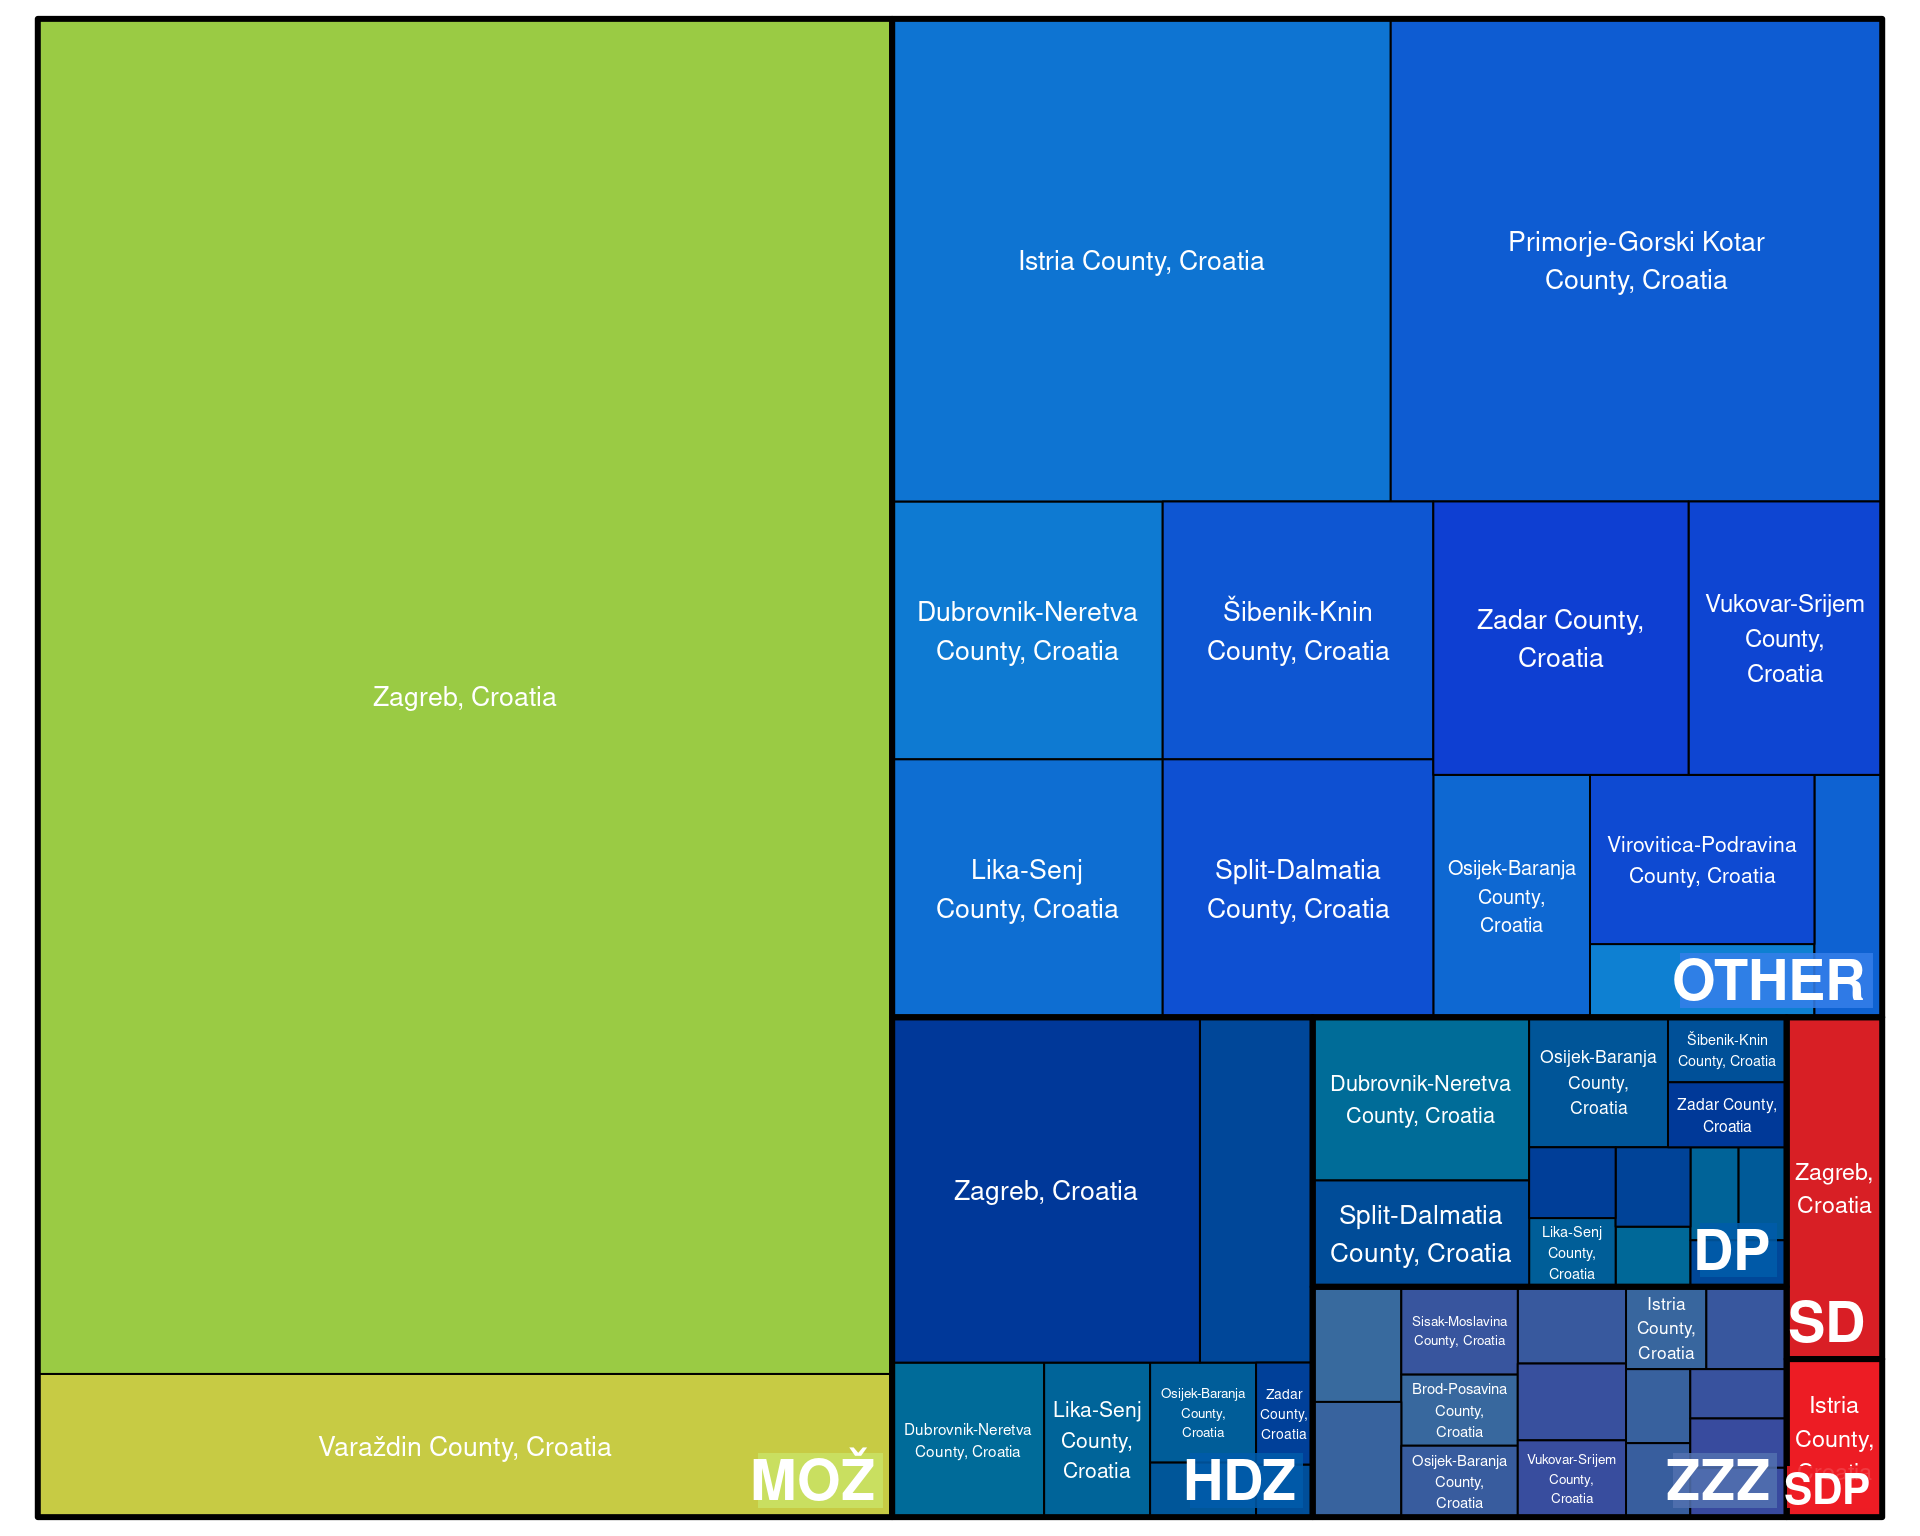 Zagreb, Croatia
Varaždin County, Croatia
MOŽ
Istria County, Croatia
Primorje-Gorski Kotar
County, Croatia
Dubrovnik-Neretva
County, Croatia
Šibenik-Knin
County, Croatia
Zadar County,
Croatia
Vukovar-Srijem
County,
Croatia
Lika-Senj
County, Croatia
Split-Dalmatia
County, Croatia
Osijek-Baranja
County,
Croatia
Virovitica-Podravina
County, Croatia
OTHER
Zagreb, Croatia
Dubrovnik-Neretva
County, Croatia
Lika-Senj
County,
Croatia
Osijek-Baranja
County,
Croatia
Zadar
County,
Croatia
HDZ
Dubrovnik-Neretva
County, Croatia
Split-Dalmatia
County, Croatia
Osijek-Baranja
County,
Croatia
Šibenik-Knin
County, Croatia
Zadar County,
Croatia
Lika-Senj
County,
Croatia
DP
Sisak-Moslavina
County, Croatia
Brod-Posavina
County,
Croatia
Osijek-Baranja
County,
Croatia
Vukovar-Srijem
County,
Croatia
Istria
County,
Croatia
ZZZ
Zagreb,
Croatia
SD
Istria
County,
Croatia
SDP